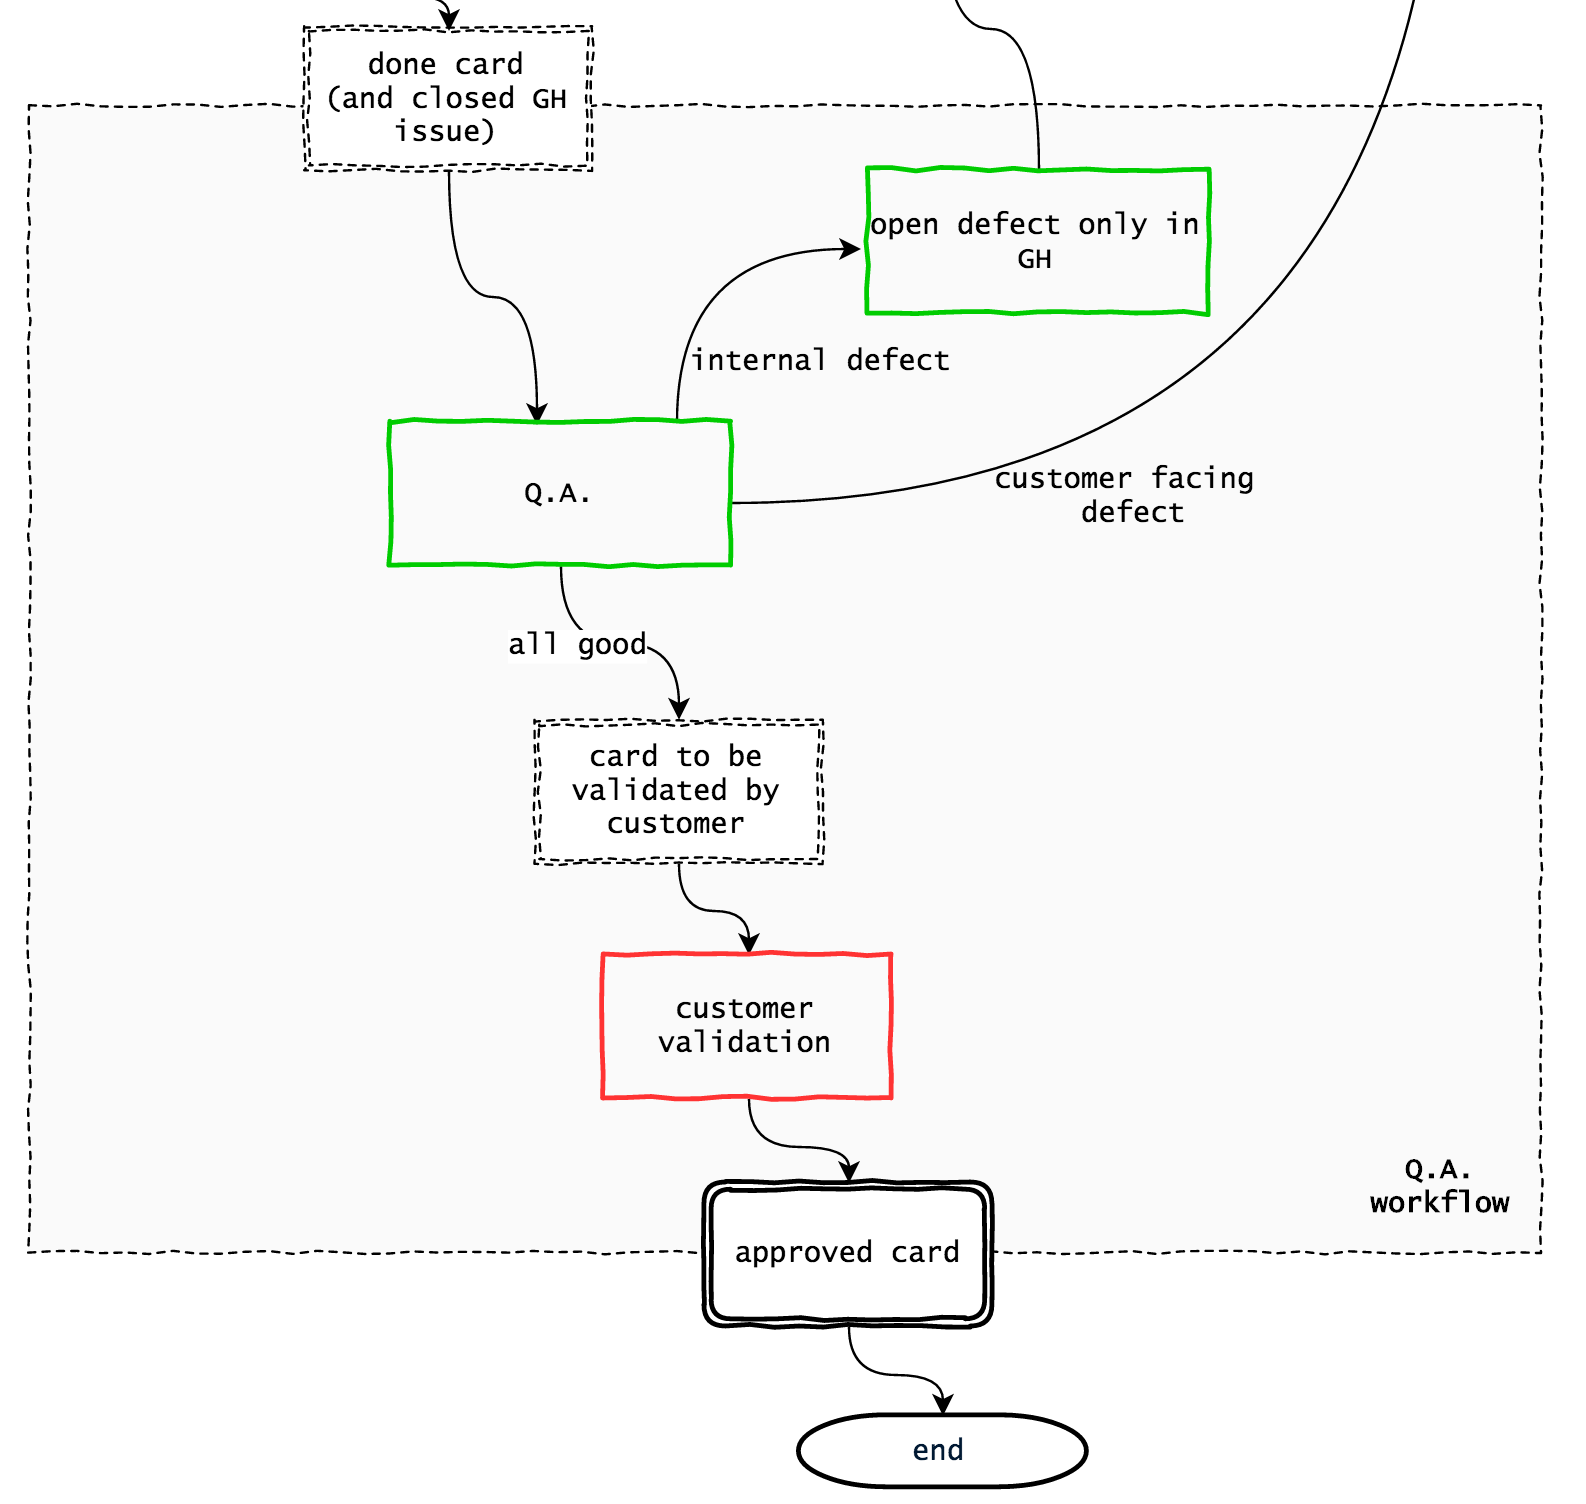 done card
(and closed GH
issue)
open defect only in
GH
internal defect
Q.A.
customer facing
defect
all good
card to be
validated by
customer
customer
validation
Q.A.
workflow
approved card
end